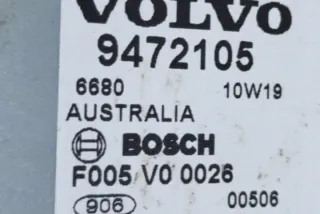 VOLVO
9472105
6680 10W19
AUSTRALIA
BOSCH
F005 V0 0026
906 00506